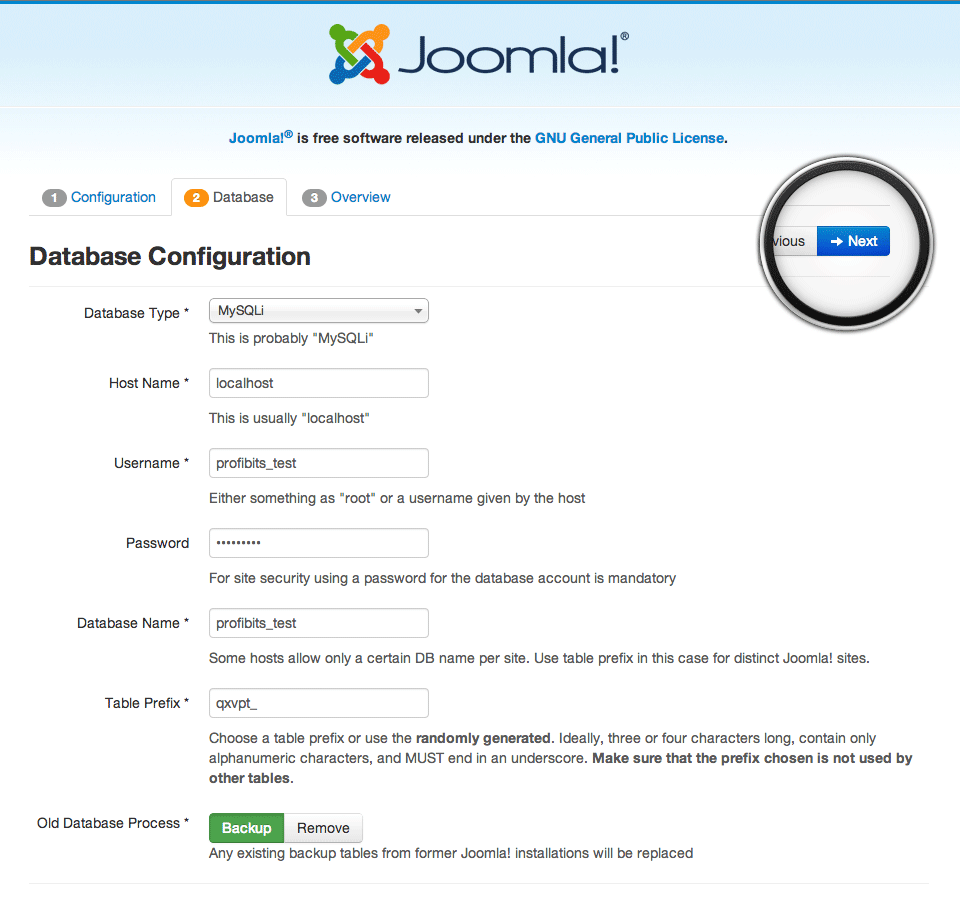 Joomla!®
Joomla!® is free software released under the GNU General Public License.
1 Configuration 2 Database 3 Overview
vious Next
Database Configuration
Database Type * MySQLi
This is probably "MySQLi"
Host Name * localhost
This is usually "localhost"
Username * profibits_test
Either something as "root" or a username given by the host
Password •••••••••
For site security using a password for the database account is mandatory
Database Name * profibits_test
Some hosts allow only a certain DB name per site. Use table prefix in this case for distinct Joomla! sites.
Table Prefix * qxvpt_
Choose a table prefix or use the randomly generated. Ideally, three or four characters long, contain only
alphanumeric characters, and MUST end in an underscore. Make sure that the prefix chosen is not used by
other tables.
Old Database Process * Backup Remove
Any existing backup tables from former Joomla! installations will be replaced